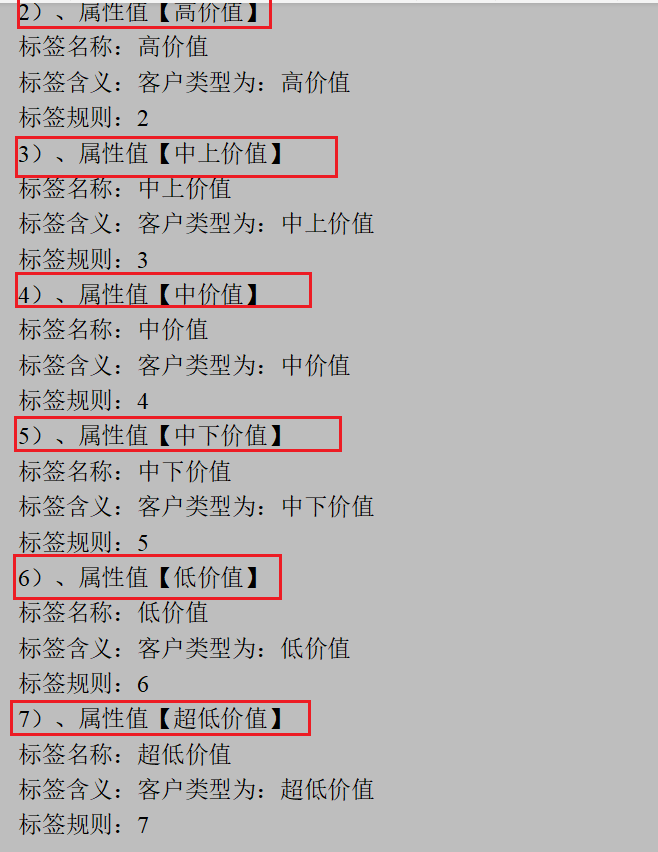 2）、属性值【高价值】
标签名称：高价值
标签含义：客户类型为：高价值
标签规则：2
3）、属性值【中上价值】
标签名称：中上价值
标签含义：客户类型为：中上价值
标签规则：3
4）、属性值【中价值】
标签名称：中价值
标签含义：客户类型为：中价值
标签规则：4
5）、属性值【中下价值】
标签名称：中下价值
标签含义：客户类型为：中下价值
标签规则：5
6）、属性值【低价值】
标签名称：低价值
标签含义：客户类型为：低价值
标签规则：6
7）、属性值【超低价值】
标签名称：超低价值
标签含义：客户类型为：超低价值
标签规则：7